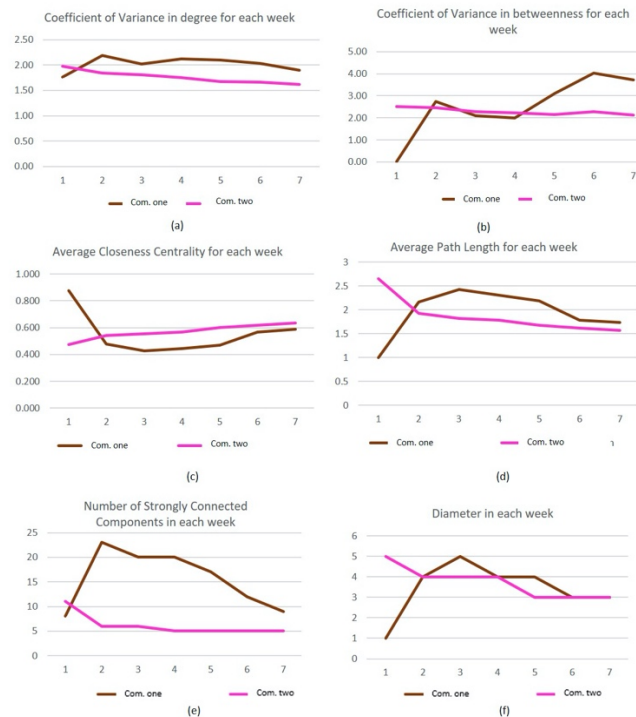 Coefficient of Variance in degree for each
week
2.50
2.00
1.50
1.00
0.50
0.00
1 2 3 4 5 6 7
Com. one Com. two
(a)
Coefficient of Variance in betweenness for each
week
5.00
4.00
3.00
2.00
1.00
0.00
1 2 3 4 5 6 7
Com. one Com. two
(b)
Average Closeness Centrality for each week
1.000
0.800
0.600
0.400
0.200
0.000
1 2 3 4 5 6 7
Com. one Com. two
(c)
Average Path Length for each week
3
2.5
2
1.5
1
0.5
0
1 2 3 4 5 6 7
Com. one Com. two
(d)
Number of Strongly Connected
Components in each week
25
20
15
10
5
0
1 2 3 4 5 6 7
Com. one Com. two
(e)
Diameter in each week
6
5
4
3
2
1
0
1 2 3 4 5 6 7
Com. one Com. two
(f)